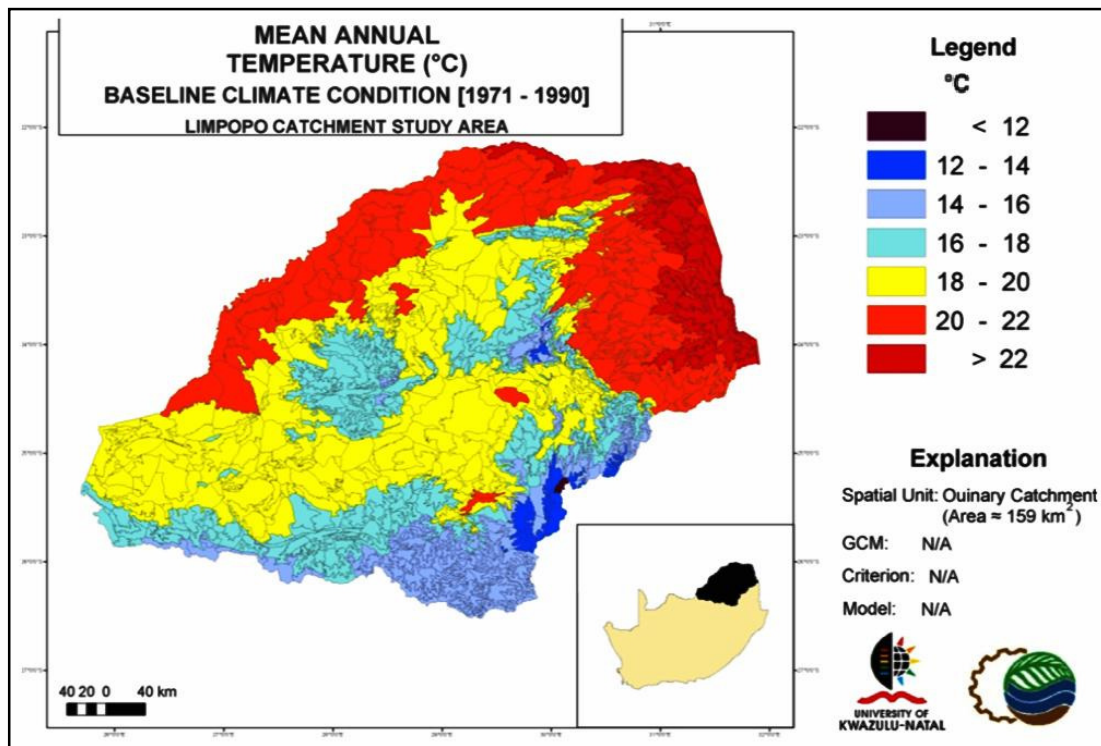 MEAN ANNUAL
TEMPERATURE (°C)
BASELINE CLIMATE CONDITION [1971 - 1990]
LIMPOPO CATCHMENT STUDY AREA
Legend
°C
< 12
12 - 14
14 - 16
16 - 18
18 - 20
20 - 22
> 22
Explanation
Spatial Unit: Quinary Catchment
(Area ≈ 159 km²)
GCM: N/A
Criterion: N/A
Model: N/A
UNIVERSITY OF
KWAZULU-NATAL
40 20 0 40 km